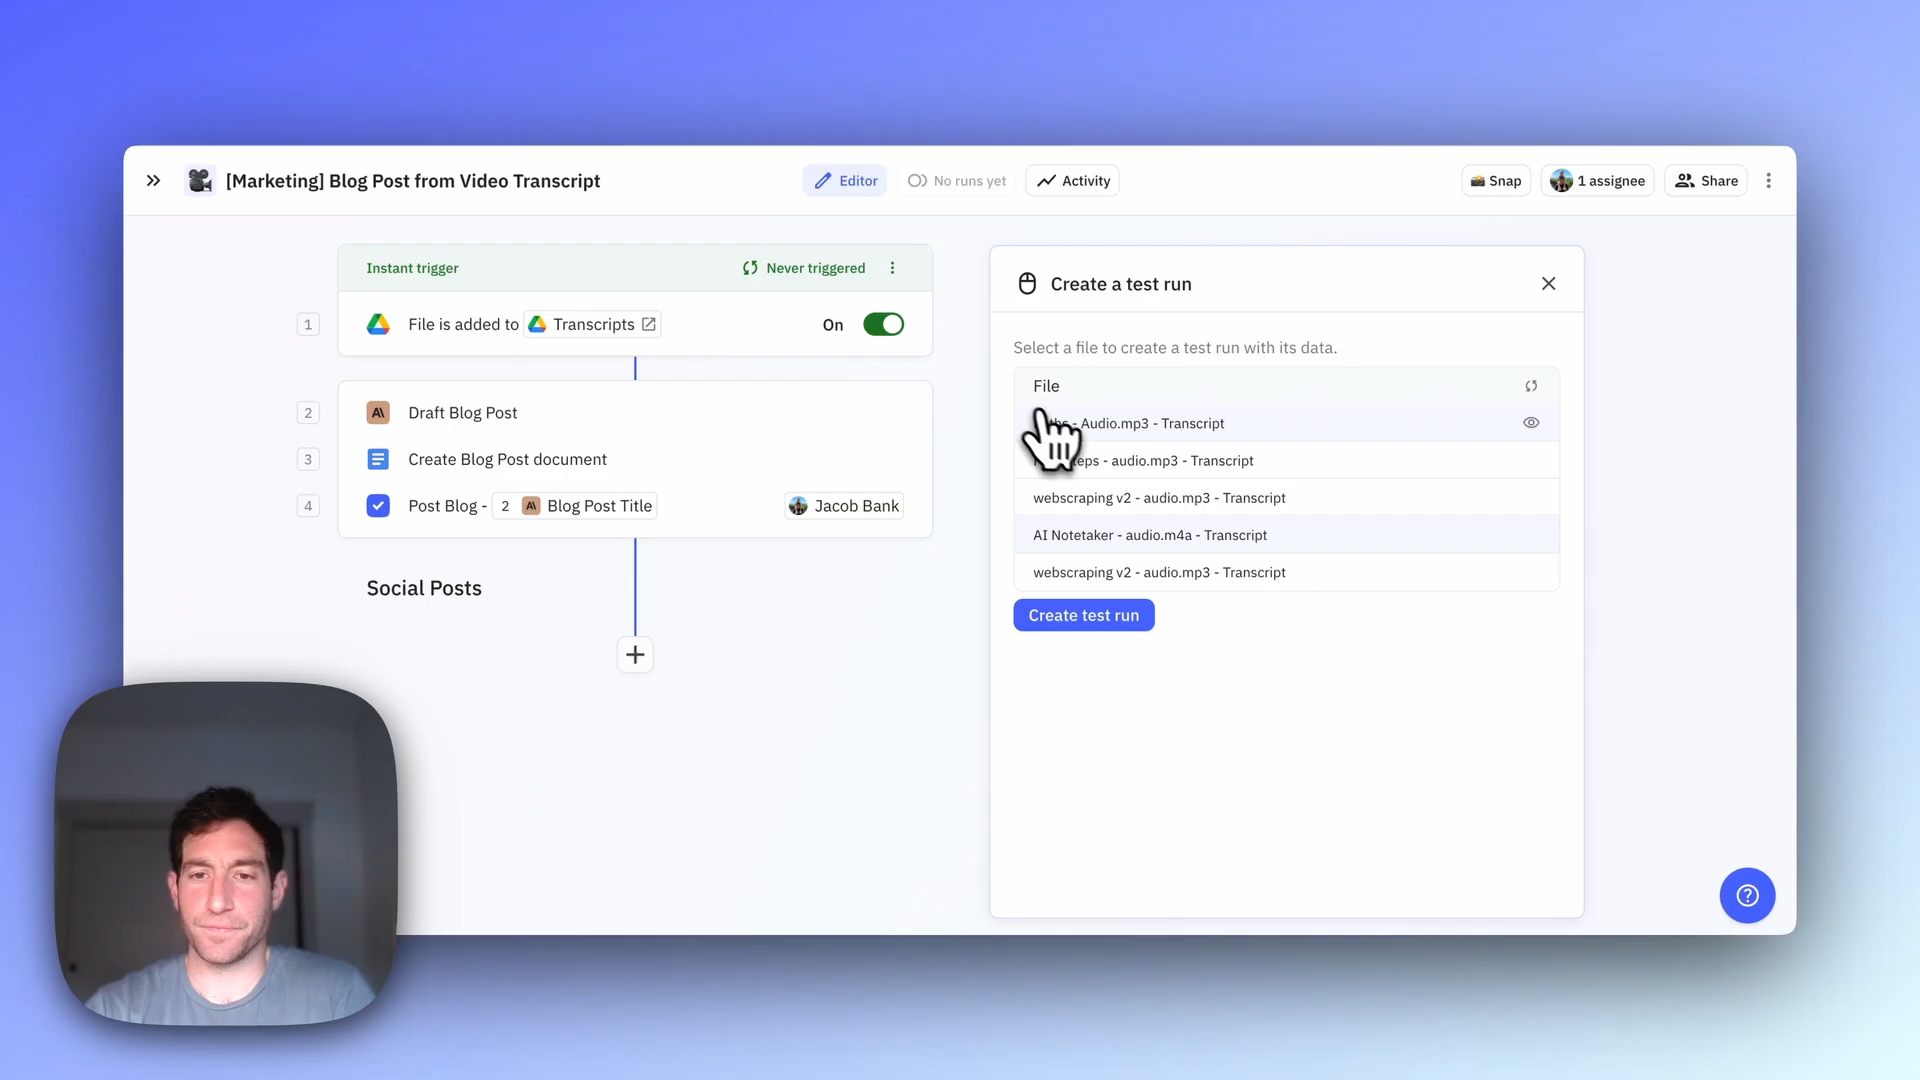 [Marketing] Blog Post from Video Transcript
Editor
No runs yet
Activity
Snap
1 assignee
Share
Instant trigger
Never triggered
1
File is added to Transcripts
On
2
Draft Blog Post
3
Create Blog Post document
4
Post Blog - 2 Blog Post Title
Jacob Bank
Social Posts
Create a test run
Select a file to create a test run with its data.
File
- Audio.mp3 - Transcript
- audio.mp3 - Transcript
webscraping v2 - audio.mp3 - Transcript
AI Notetaker - audio.m4a - Transcript
webscraping v2 - audio.mp3 - Transcript
Create test run